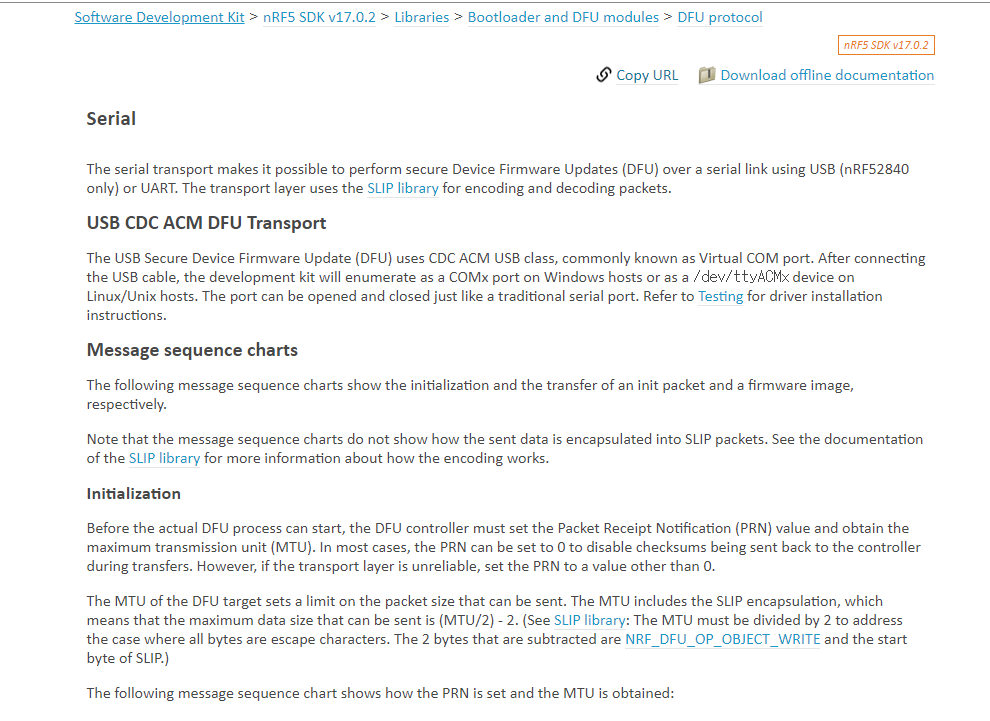 Software Development Kit > nRF5 SDK v17.0.2 > Libraries > Bootloader and DFU modules > DFU protocol
nRF5 SDK v17.0.2
Copy URL Download offline documentation
Serial
The serial transport makes it possible to perform secure Device Firmware Updates (DFU) over a serial link using USB (nRF52840
only) or UART. The transport layer uses the SLIP library for encoding and decoding packets.
USB CDC ACM DFU Transport
The USB Secure Device Firmware Update (DFU) uses CDC ACM USB class, commonly known as Virtual COM port. After connecting
the USB cable, the development kit will enumerate as a COMx port on Windows hosts or as a /dev/ttyACMx device on
Linux/Unix hosts. The port can be opened and closed just like a traditional serial port. Refer to Testing for driver installation
instructions.
Message sequence charts
The following message sequence charts show the initialization and the transfer of an init packet and a firmware image,
respectively.
Note that the message sequence charts do not show how the sent data is encapsulated into SLIP packets. See the documentation
of the SLIP library for more information about how the encoding works.
Initialization
Before the actual DFU process can start, the DFU controller must set the Packet Receipt Notification (PRN) value and obtain the
maximum transmission unit (MTU). In most cases, the PRN can be set to 0 to disable checksums being sent back to the controller
during transfers. However, if the transport layer is unreliable, set the PRN to a value other than 0.
The MTU of the DFU target sets a limit on the packet size that can be sent. The MTU includes the SLIP encapsulation, which
means that the maximum data size that can be sent is (MTU/2) - 2. (See SLIP library: The MTU must be divided by 2 to address
the case where all bytes are escape characters. The 2 bytes that are subtracted are NRF_DFU_OP_OBJECT_WRITE and the start
byte of SLIP.)
The following message sequence chart shows how the PRN is set and the MTU is obtained: